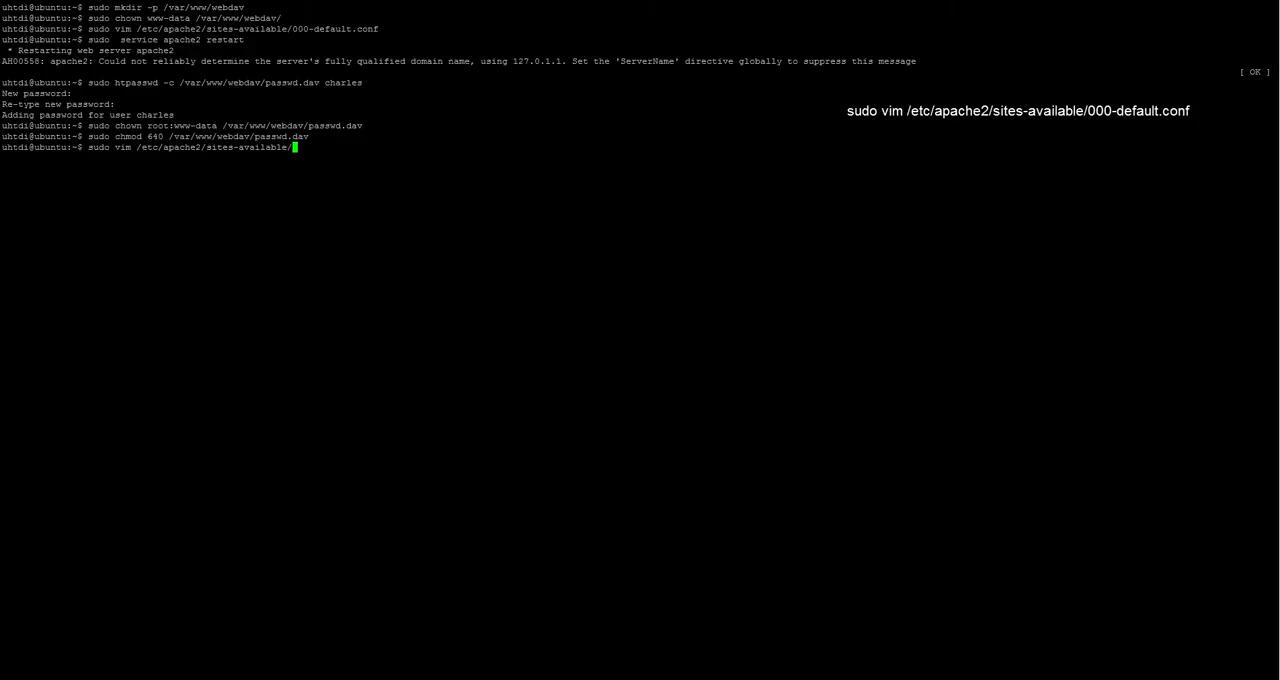 uhtdi@ubuntu:~$ sudo mkdir -p /var/www/webdav
uhtdi@ubuntu:~$ sudo chown www-data /var/www/webdav/
uhtdi@ubuntu:~$ sudo vim /etc/apache2/sites-available/000-default.conf
uhtdi@ubuntu:~$ sudo  service apache2 restart
 * Restarting web server apache2
AH00558: apache2: Could not reliably determine the server's fully qualified domain name, using 127.0.1.1. Set the 'ServerName' directive globally to suppress this message
[ OK ]
uhtdi@ubuntu:~$ sudo htpasswd -c /var/www/webdav/passwd.dav charles
New password:
Re-type new password:
Adding password for user charles
sudo vim /etc/apache2/sites-available/000-default.conf
uhtdi@ubuntu:~$ sudo chown root:www-data /var/www/webdav/passwd.dav
uhtdi@ubuntu:~$ sudo chmod 640 /var/www/webdav/passwd.dav
uhtdi@ubuntu:~$ sudo vim /etc/apache2/sites-available/